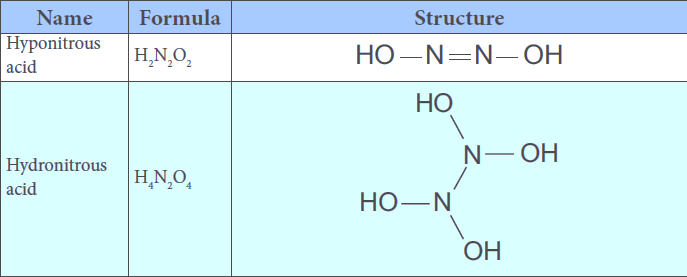 Name Formula Structure
Hyponitrous
acid
H₂N₂O₂
HO—N=N—OH
Hydronitrous
acid
H₄N₂O₄
HO
N—OH
HO—N
OH